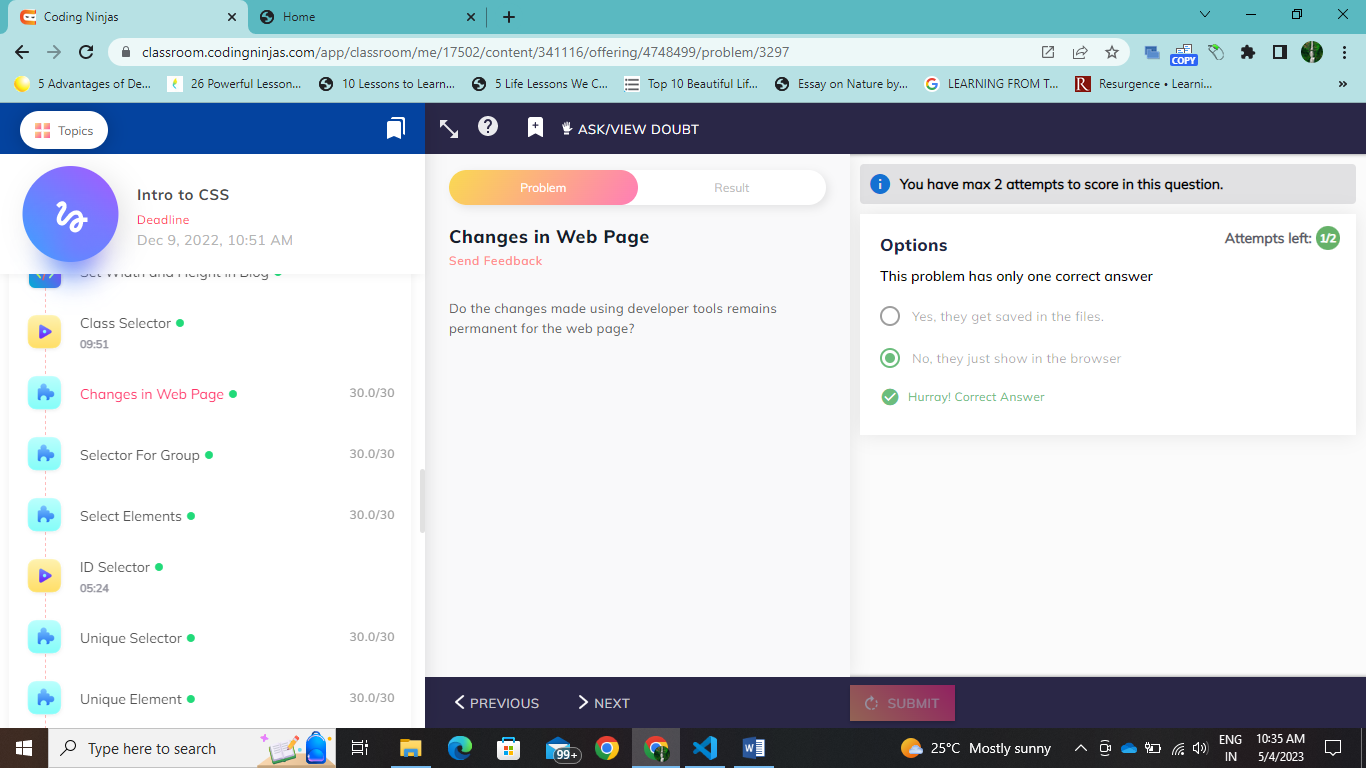 Coding Ninjas
Home
classroom.codingninjas.com/app/classroom/me/17502/content/341116/offering/4748499/problem/3297
COPY
5 Advantages of De...
26 Powerful Lesson...
10 Lessons to Learn...
5 Life Lessons We C...
Top 10 Beautiful Lif...
Essay on Nature by...
LEARNING FROM T...
Resurgence • Learni...
Topics
ASK/VIEW DOUBT
Intro to CSS
Deadline
Dec 9, 2022, 10:51 AM
Set Width and Height in Blog
Class Selector
09:51
Changes in Web Page 30.0/30
Selector For Group 30.0/30
Select Elements 30.0/30
ID Selector
05:24
Unique Selector 30.0/30
Unique Element 30.0/30
Problem
Result
Changes in Web Page
Send Feedback
Do the changes made using developer tools remains
permanent for the web page?
You have max 2 attempts to score in this question.
Options
Attempts left: 1/2
This problem has only one correct answer
Yes, they get saved in the files.
No, they just show in the browser
Hurray! Correct Answer
PREVIOUS
NEXT
SUBMIT
Type here to search
99+
25°C Mostly sunny
ENG
IN
10:35 AM
5/4/2023